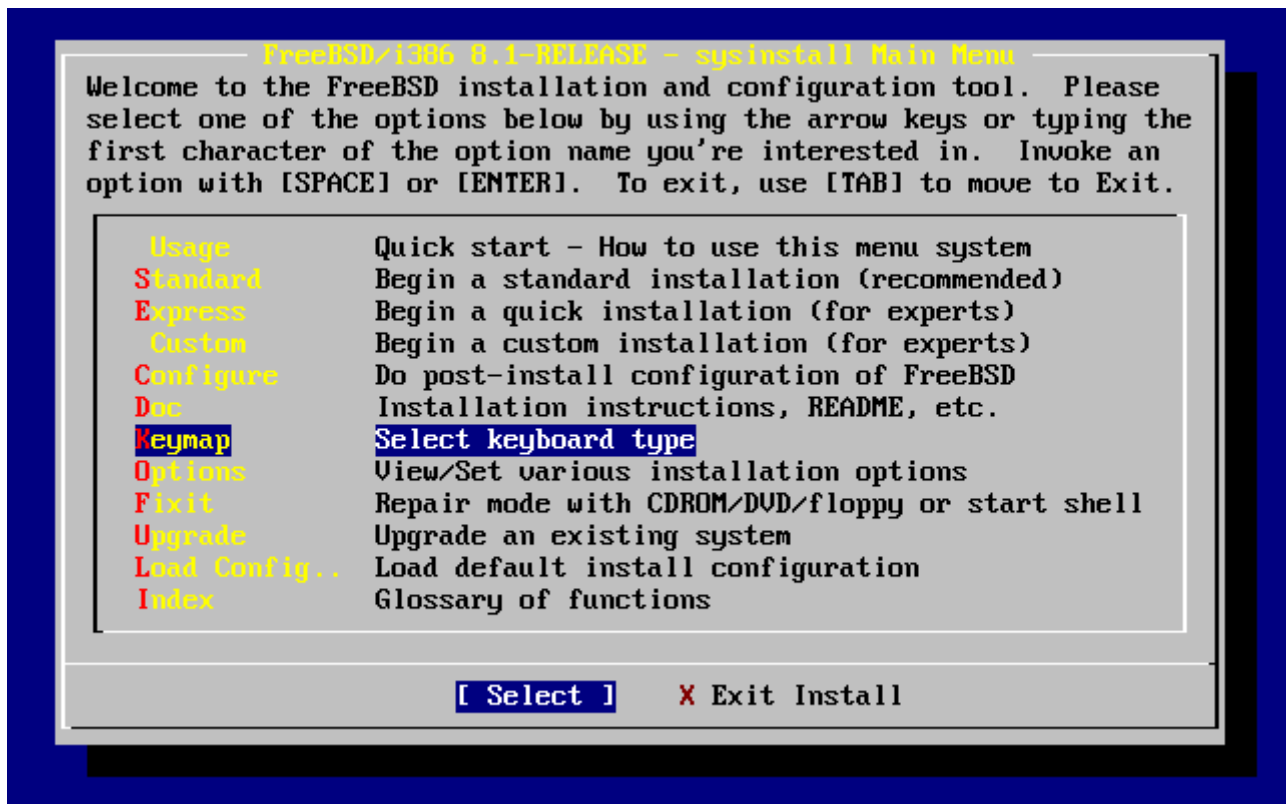 FreeBSD/i386 8.1-RELEASE - sysinstall Main Menu
Welcome to the FreeBSD installation and configuration tool.  Please
select one of the options below by using the arrow keys or typing the
first character of the option name you're interested in.  Invoke an
option with [SPACE] or [ENTER].  To exit, use [TAB] to move to Exit.
Usage Quick start - How to use this menu system
Standard Begin a standard installation (recommended)
Express Begin a quick installation (for experts)
Custom Begin a custom installation (for experts)
Configure Do post-install configuration of FreeBSD
Doc Installation instructions, README, etc.
Keymap Select keyboard type
Options View/Set various installation options
Fixit Repair mode with CDROM/DVD/floppy or start shell
Upgrade Upgrade an existing system
Load Config.. Load default install configuration
Index Glossary of functions
[ Select ] X Exit Install